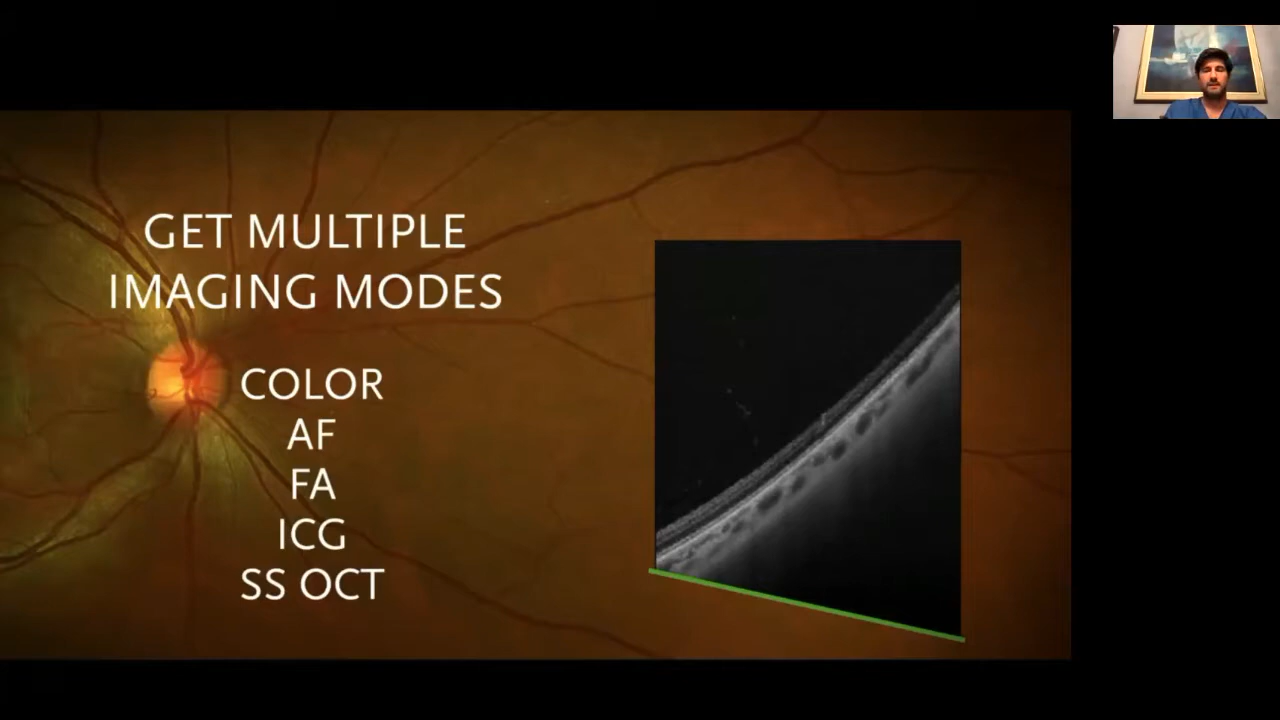 GET MULTIPLE
IMAGING MODES
COLOR
AF
FA
ICG
SS OCT